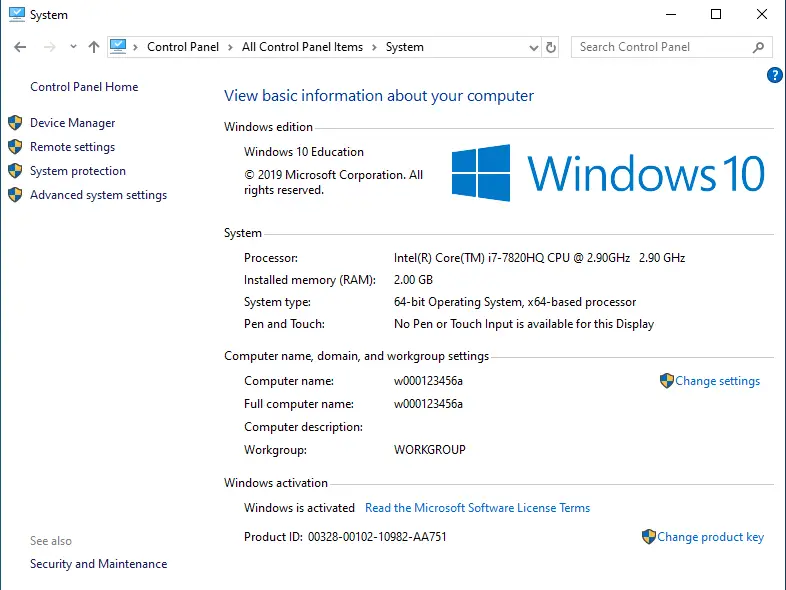 System
Control Panel › All Control Panel Items › System
Search Control Panel
?
Control Panel Home
Device Manager
Remote settings
System protection
Advanced system settings
See also
Security and Maintenance
View basic information about your computer
Windows edition
Windows 10 Education
© 2019 Microsoft Corporation. All
rights reserved.
Windows 10
System
Processor: Intel(R) Core(TM) i7-7820HQ CPU @ 2.90GHz 2.90 GHz
Installed memory (RAM): 2.00 GB
System type: 64-bit Operating System, x64-based processor
Pen and Touch: No Pen or Touch Input is available for this Display
Computer name, domain, and workgroup settings
Computer name: w000123456a
Change settings
Full computer name: w000123456a
Computer description:
Workgroup: WORKGROUP
Windows activation
Windows is activated Read the Microsoft Software License Terms
Product ID: 00328-00102-10982-AA751
Change product key